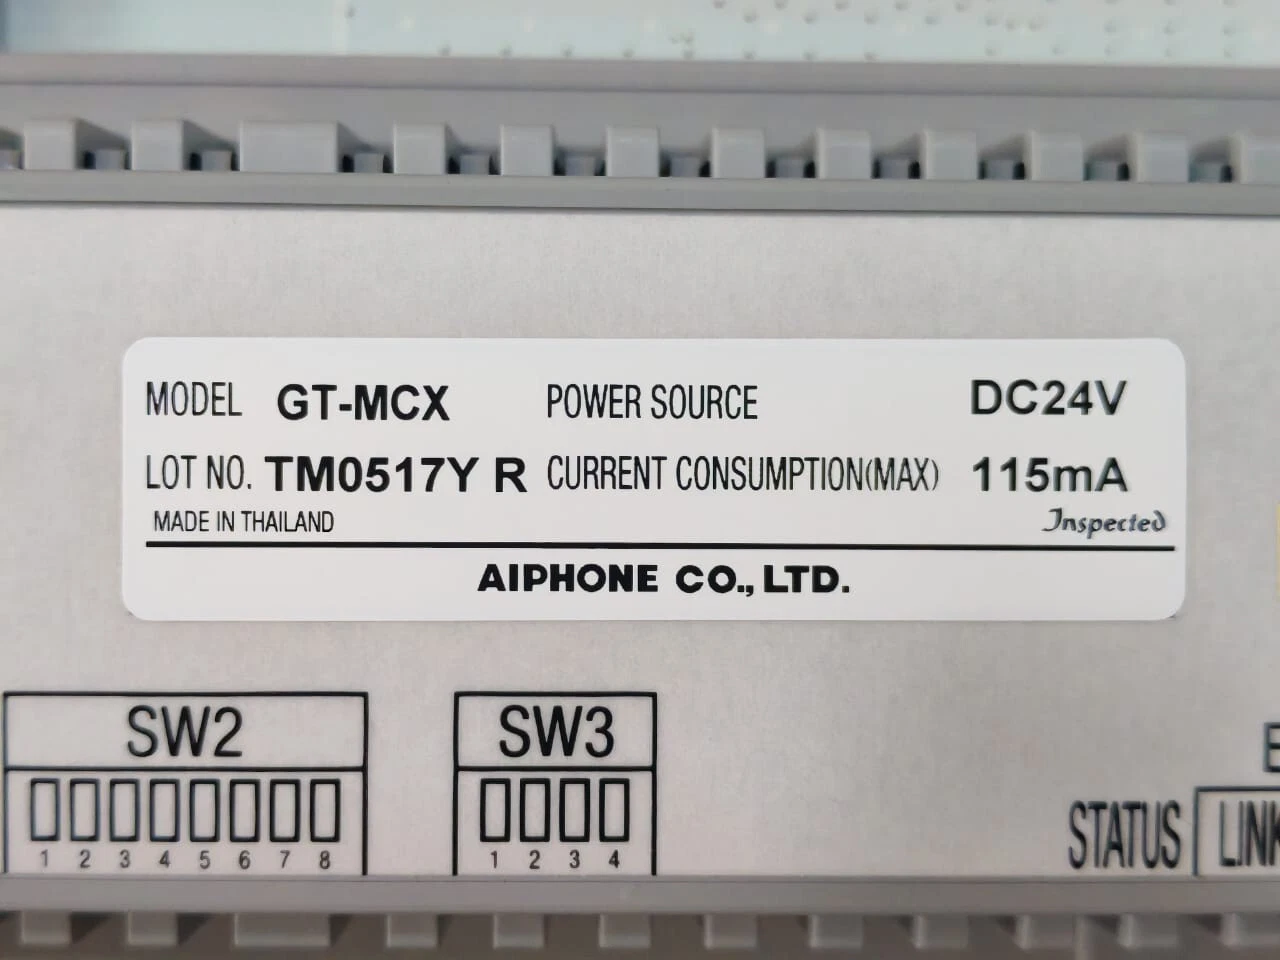 MODEL GT-MCX POWER SOURCE DC24V
LOT NO. TM0517Y R CURRENT CONSUMPTION(MAX) 115mA
MADE IN THAILAND Inspected
AIPHONE CO., LTD.
SW2 SW3
1 2 3 4 5 6 7 8 1 2 3 4
STATUS LINK